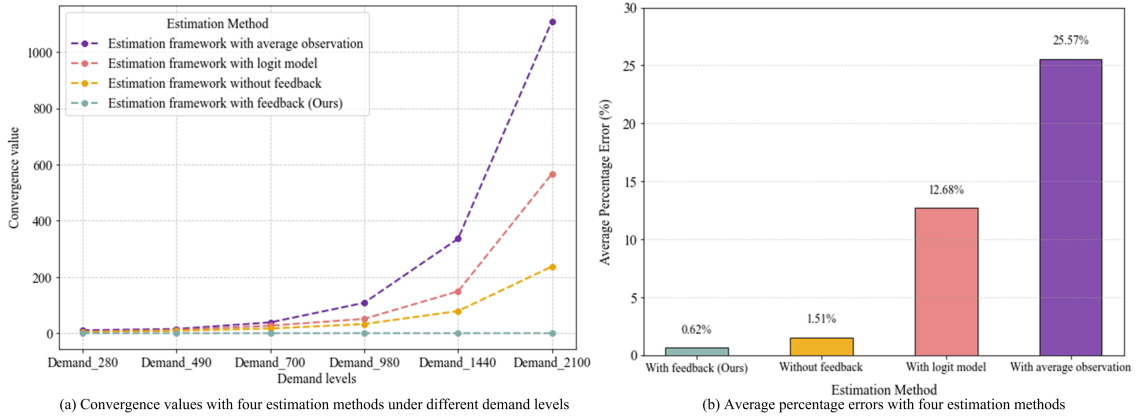 Estimation Method
Estimation framework with average observation
Estimation framework with logit model
Estimation framework without feedback
Estimation framework with feedback (Ours)
Convergence value
1000
800
600
400
200
0
Demand_280
Demand_490
Demand_700
Demand_980
Demand_1440
Demand_2100
Demand levels
(a) Convergence values with four estimation methods under different demand levels
Average Percentage Error (%)
30
25
20
15
10
5
0
0.62%
1.51%
12.68%
25.57%
With feedback (Ours)
Without feedback
With logit model
With average observation
Estimation Method
(b) Average percentage errors with four estimation methods